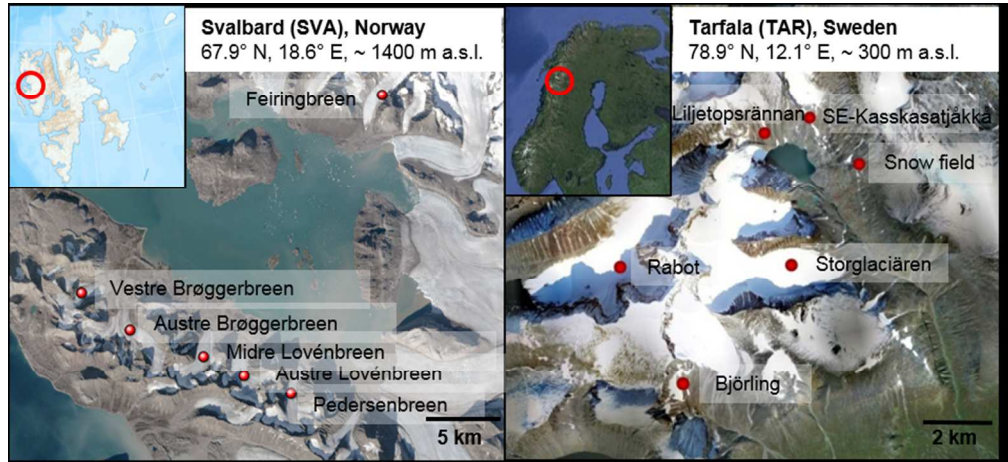 Svalbard (SVA), Norway
67.9° N, 18.6° E, ~ 1400 m a.s.l.
Feiringbreen
Vestre Brøggerbreen
Austre Brøggerbreen
Midre Lovénbreen
Austre Lovénbreen
Pedersenbreen
5 km
Tarfala (TAR), Sweden
78.9° N, 12.1° E, ~ 300 m a.s.l.
Liljetopsrännan
SE-Kasskasatjåkka
Snow field
Rabot
Storglaciären
Björling
2 km